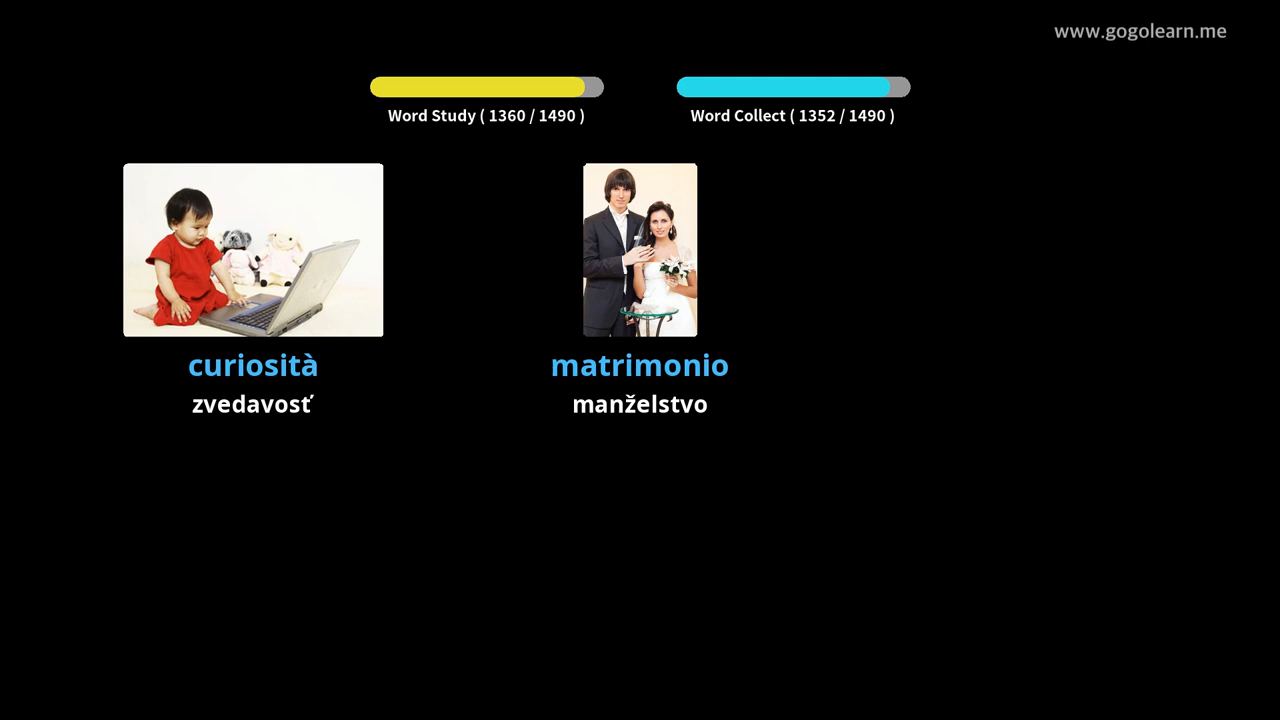 www.gogolearn.me
Word Study ( 1360 / 1490 )
Word Collect ( 1352 / 1490 )
curiosità
zvedavosť
matrimonio
manželstvo